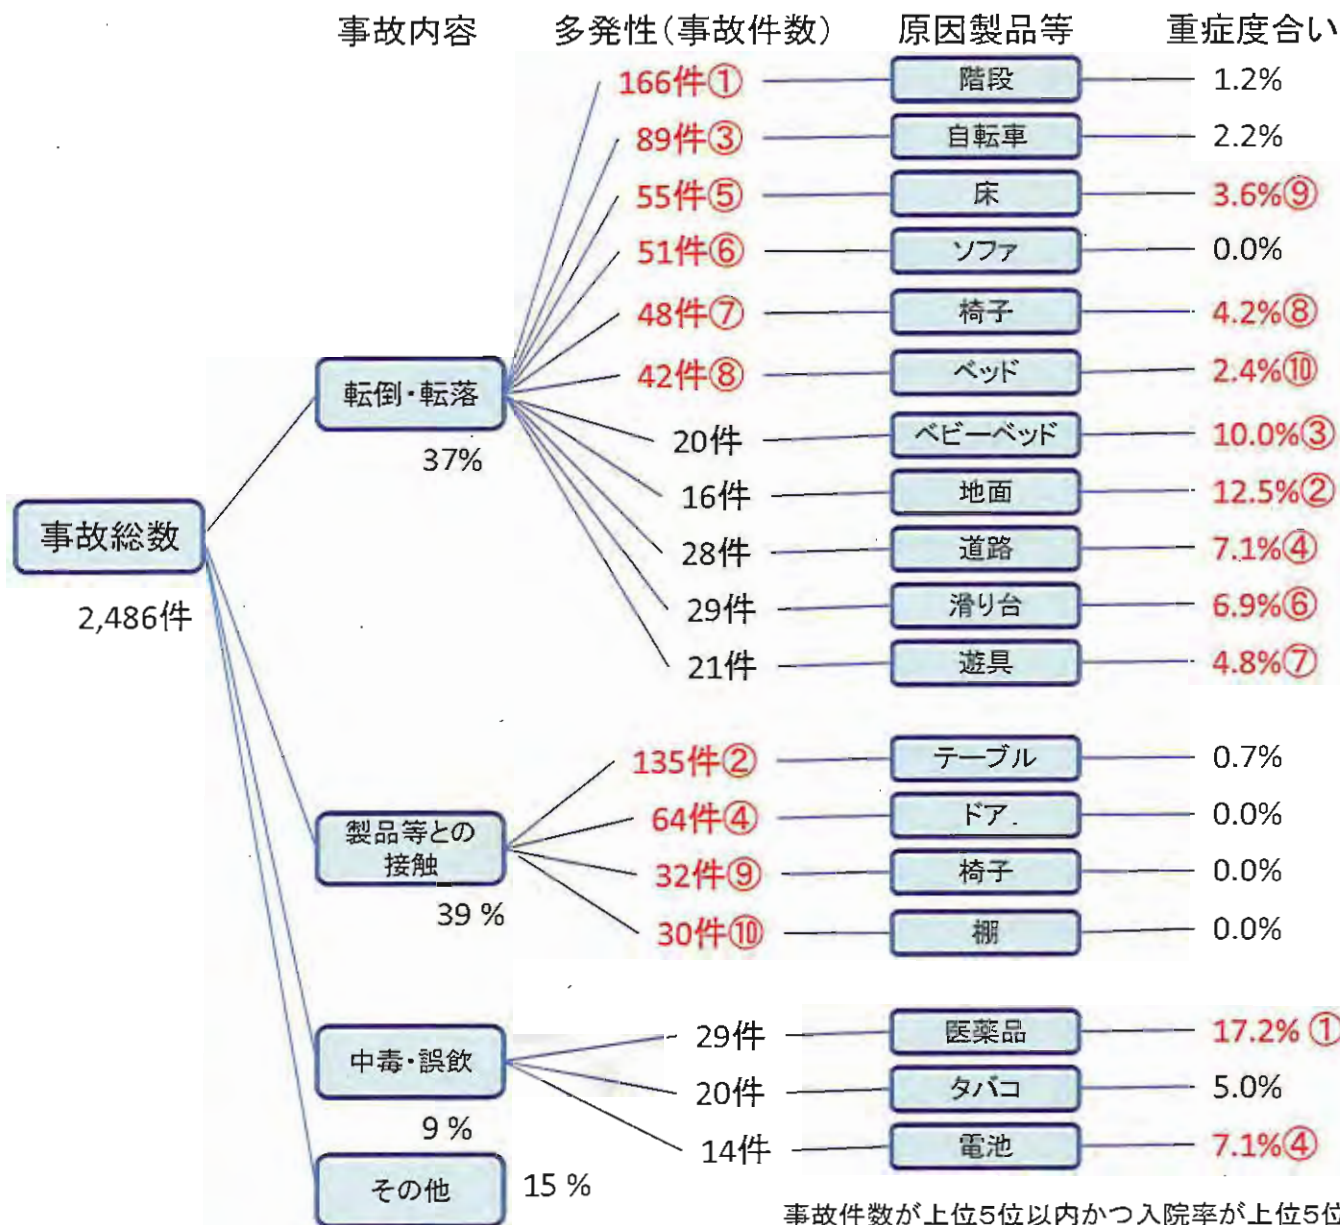 事故内容 多発性(事故件数) 原因製品等 重症度合い
166件① 階段 1.2%
89件③ 自転車 2.2%
55件⑤ 床 3.6%⑨
51件⑥ ソファ 0.0%
48件⑦ 椅子 4.2%⑧
42件⑧ ベッド 2.4%⑩
転倒・転落
37%
20件 ベビーベッド 10.0%③
16件 地面 12.5%②
28件 道路 7.1%④
29件 滑り台 6.9%⑥
21件 遊具 4.8%⑦
事故総数
2,486件
135件② テーブル 0.7%
64件④ ドア 0.0%
32件⑨ 椅子 0.0%
30件⑩ 棚 0.0%
製品等との
接触
39 %
29件 医薬品 17.2% ①
20件 タバコ 5.0%
14件 電池 7.1%④
中毒・誤飲
9 %
その他 15 %
事故件数が上位5位以内かつ入院率が上位5位